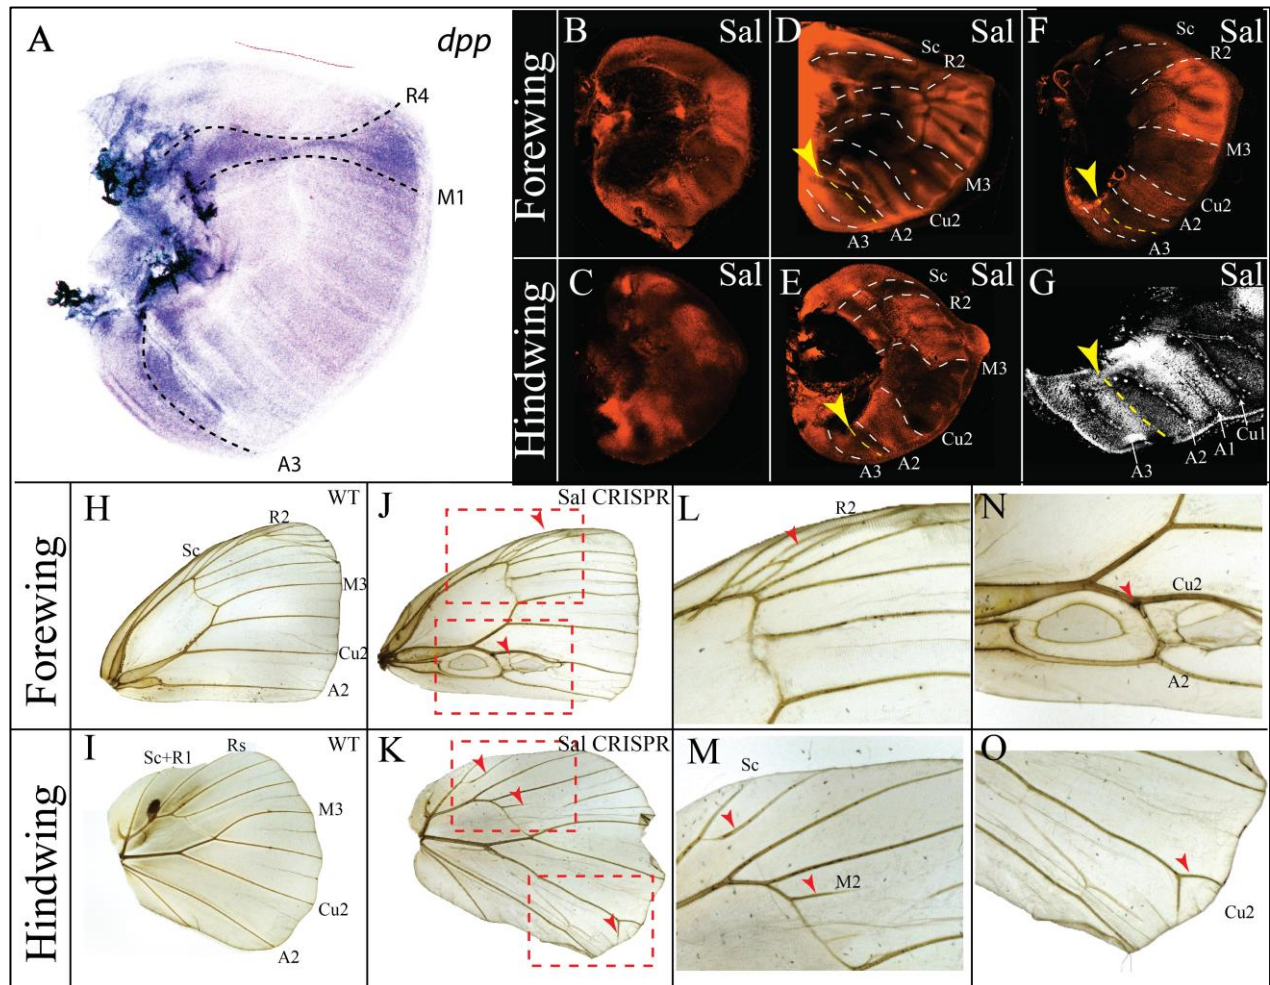 A
dpp
R4
M1
A3
Forewing
B
Sal
D
Sal
Sc
R2
M3
Cu2
A2
A3
F
Sal
Sc
R2
M3
Cu2
A2
A3
Hindwing
C
Sal
E
Sal
Sc
R2
M3
Cu2
A2
A3
G
Sal
Cu1
A1
A2
A3
Forewing
H
WT
R2
Sc
M3
Cu2
A2
J
Sal CRISPR
L
R2
N
Cu2
A2
Hindwing
I
WT
Sc+R1
Rs
M3
Cu2
A2
K
Sal CRISPR
M
Sc
M2
O
Cu2